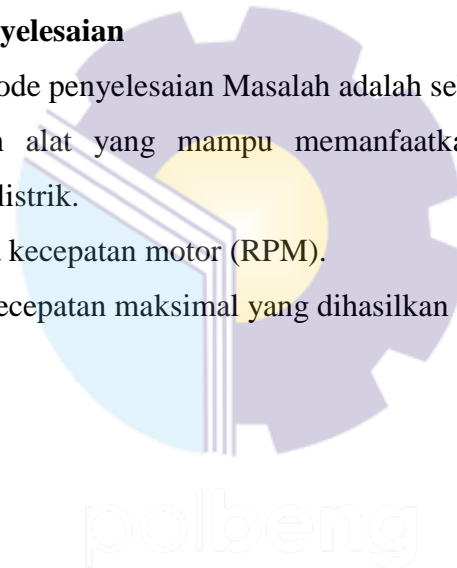 yelesaian
ode penyelesaian Masalah adalah se
n alat yang mampu memanfaatka
listrik.
kecepatan motor (RPM).
ecepatan maksimal yang dihasilkan
polbeng